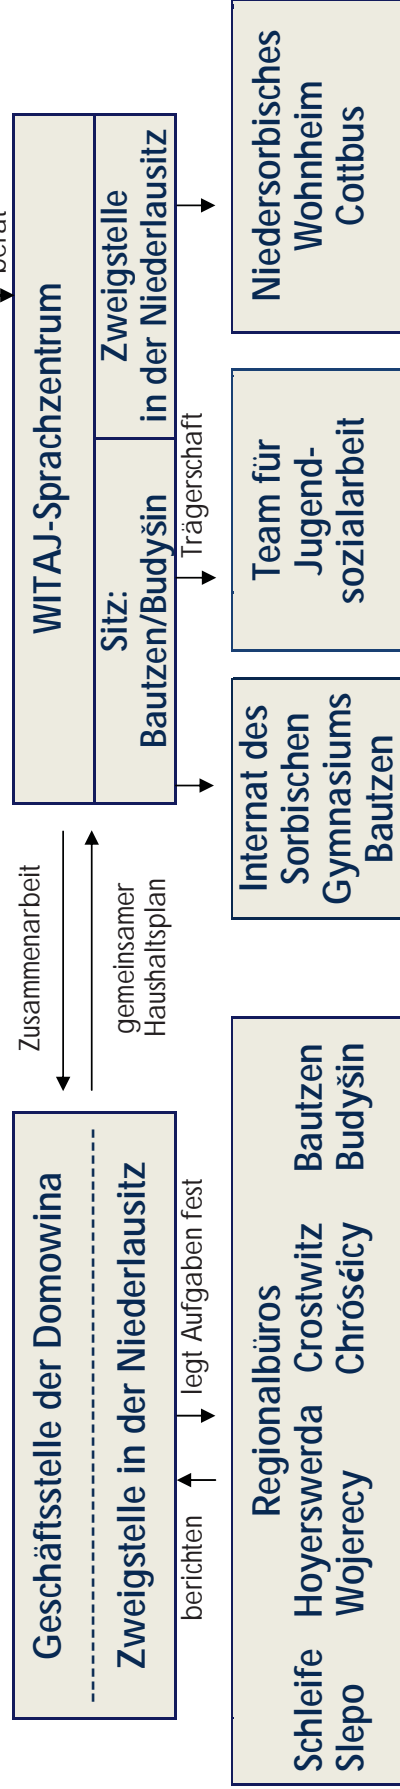 berät
Geschäftsstelle der Domowina
Zweigstelle in der Niederlausitz
Zusammenarbeit
gemeinsamer
Haushaltsplan
WITAJ-Sprachzentrum
Sitz:
Bautzen/Budyšin
Zweigstelle
in der Niederlausitz
berichten
legt Aufgaben fest
Trägerschaft
Regionalbüros
Schleife Hoyerswerda Crostwitz Bautzen
Slepo Wojerecy Chrósćicy Budyšin
Internat des
Sorbischen
Gymnasiums
Bautzen
Team für
Jugend-
sozialarbeit
Niedersorbisches
Wohnheim
Cottbus